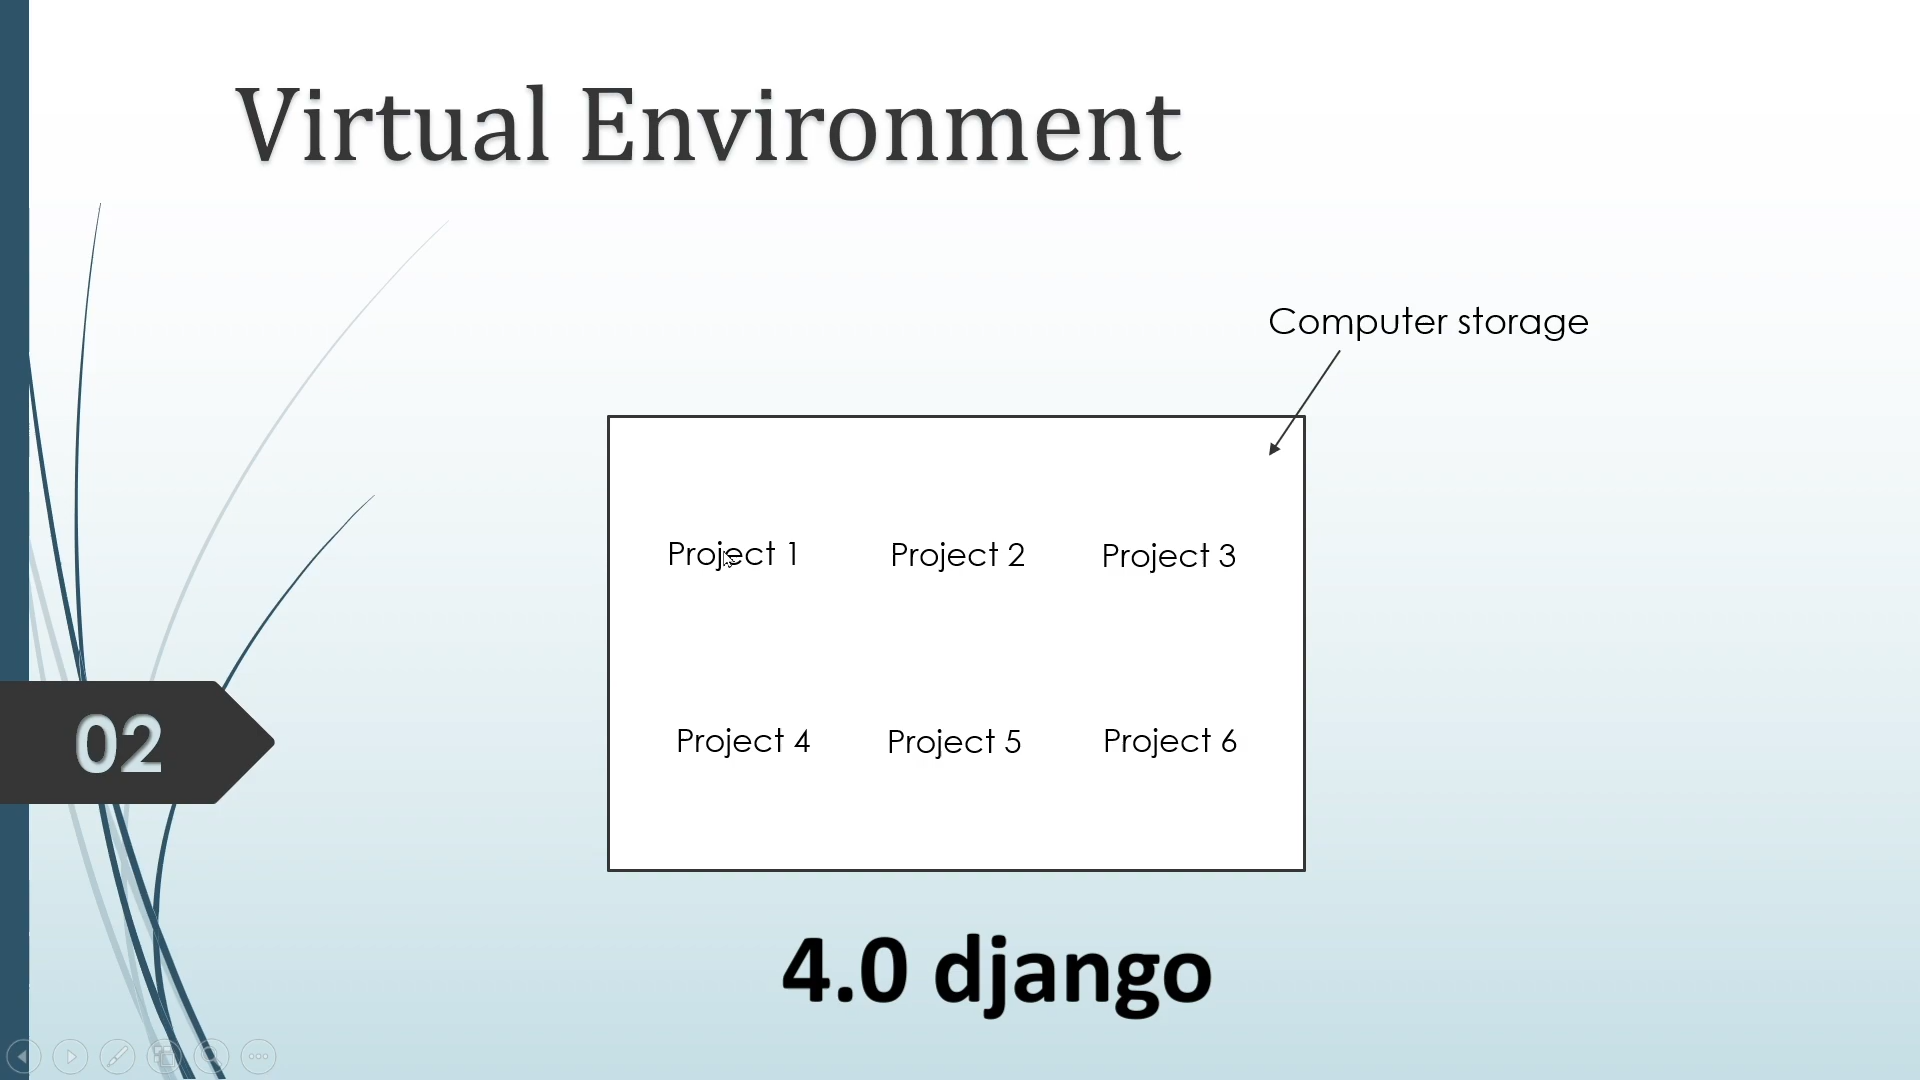 Virtual Environment
Computer storage
Project 1 Project 2 Project 3
02
Project 4 Project 5 Project 6
4.0 django